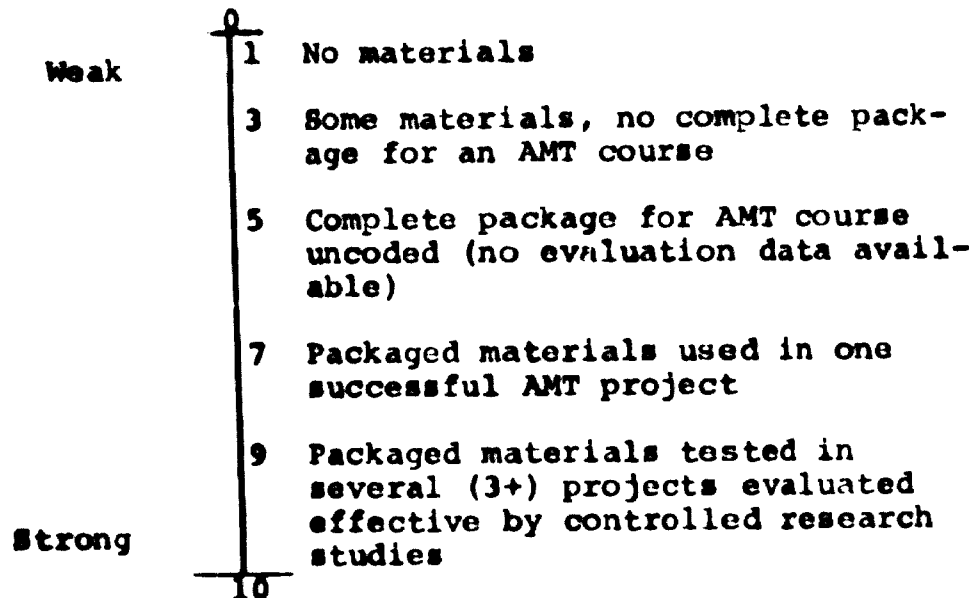 0
Weak
1 No materials
3 Some materials, no complete pack-
age for an AMT course
5 Complete package for AMT course
uncoded (no evaluation data avail-
able)
7 Packaged materials used in one
successful AMT project
9 Packaged materials tested in
several (3+) projects evaluated
effective by controlled research
Strong studies
10